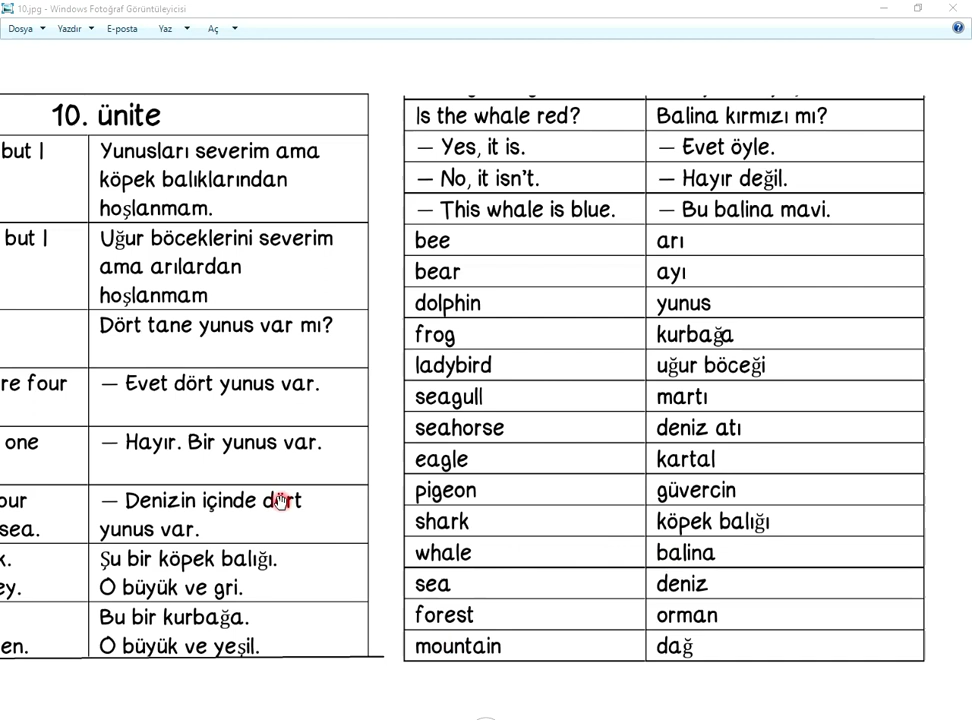 10.jpg - Windows Fotoğraf Görüntüleyicisi
Dosya Yazdır E-posta Yaz Aç
10. ünite
but I
Yunusları severim ama
köpek balıklarından
hoşlanmam.
but I
Uğur böceklerini severim
ama arılardan
hoşlanmam
Dört tane yunus var mı?
re four
— Evet dört yunus var.
one
— Hayır. Bir yunus var.
our
sea.
— Denizin içinde dört
yunus var.
k.
ey.
Şu bir köpek balığı.
O büyük ve gri.
en.
Bu bir kurbağa.
O büyük ve yeşil.
Is the whale red? Balina kırmızı mı?
— Yes, it is. — Evet öyle.
— No, it isn't. — Hayır değil.
— This whale is blue. — Bu balina mavi.
bee arı
bear ayı
dolphin yunus
frog kurbağa
ladybird uğur böceği
seagull martı
seahorse deniz atı
eagle kartal
pigeon güvercin
shark köpek balığı
whale balina
sea deniz
forest orman
mountain dağ